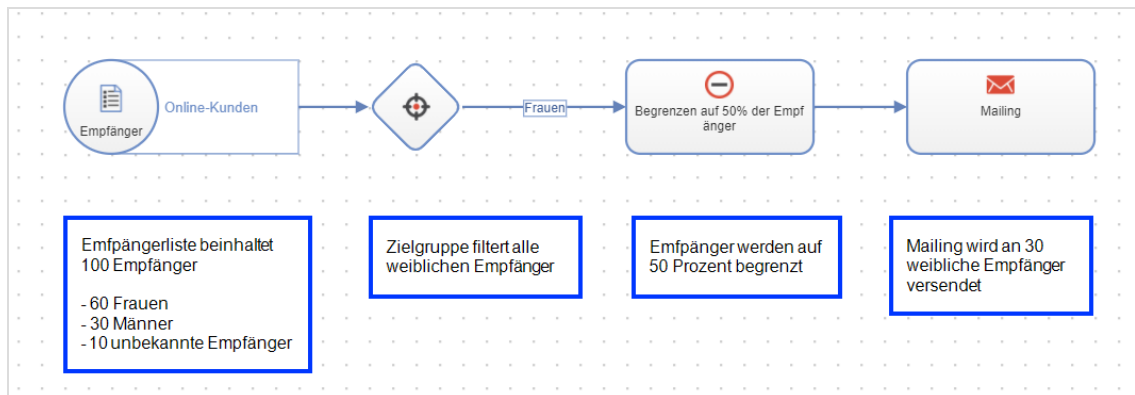 Empfänger
Online-Kunden
Frauen
Begrenzen auf 50% der Empf
änger
Mailing
Emfpängerliste beinhaltet
100 Empfänger
- 60 Frauen
- 30 Männer
- 10 unbekannte Empfänger
Zielgruppe filtert alle
weiblichen Empfänger
Emfpänger werden auf
50 Prozent begrenzt
Mailing wird an 30
weibliche Empfänger
versendet